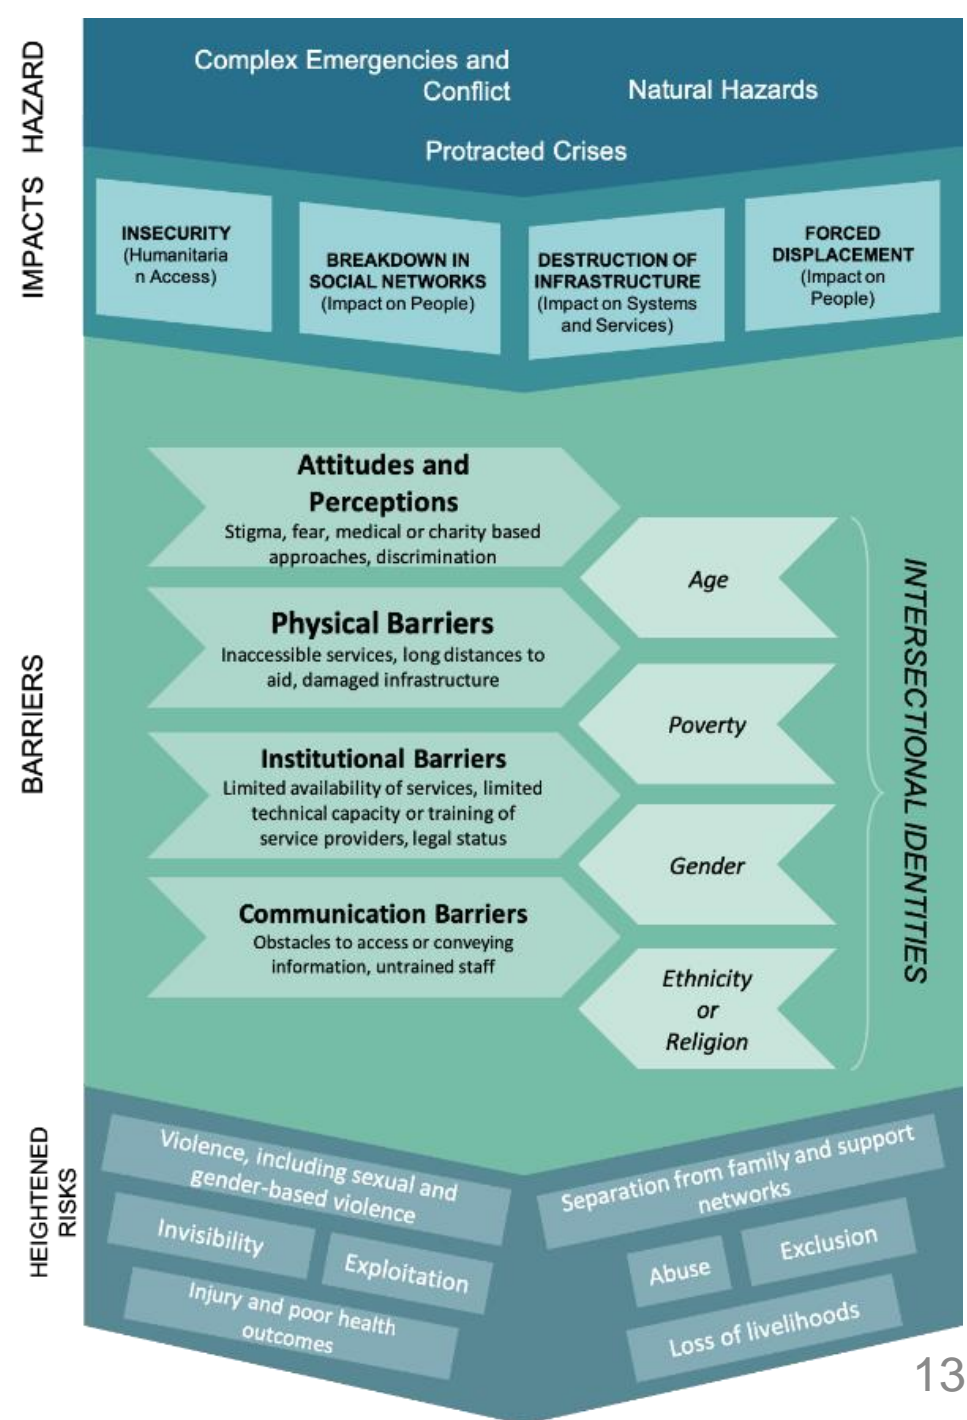 HAZARD
Complex Emergencies and
Conflict
Natural Hazards
Protracted Crises
IMPACTS
INSECURITY
(Humanitaria
n Access)
BREAKDOWN IN
SOCIAL NETWORKS
(Impact on People)
DESTRUCTION OF
INFRASTRUCTURE
(Impact on Systems
and Services)
FORCED
DISPLACEMENT
(Impact on
People)
BARRIERS
Attitudes and
Perceptions
Stigma, fear, medical or charity based
approaches, discrimination
Physical Barriers
Inaccessible services, long distances to
aid, damaged infrastructure
Institutional Barriers
Limited availability of services, limited
technical capacity or training of
service providers, legal status
Communication Barriers
Obstacles to access or conveying
information, untrained staff
Age
Poverty
Gender
Ethnicity
or
Religion
INTERSECTIONAL IDENTITIES
HEIGHTENED
RISKS
Violence, including sexual and
gender-based violence
Invisibility
Exploitation
Injury and poor health
outcomes
Separation from family and support
networks
Abuse
Exclusion
Loss of livelihoods
13